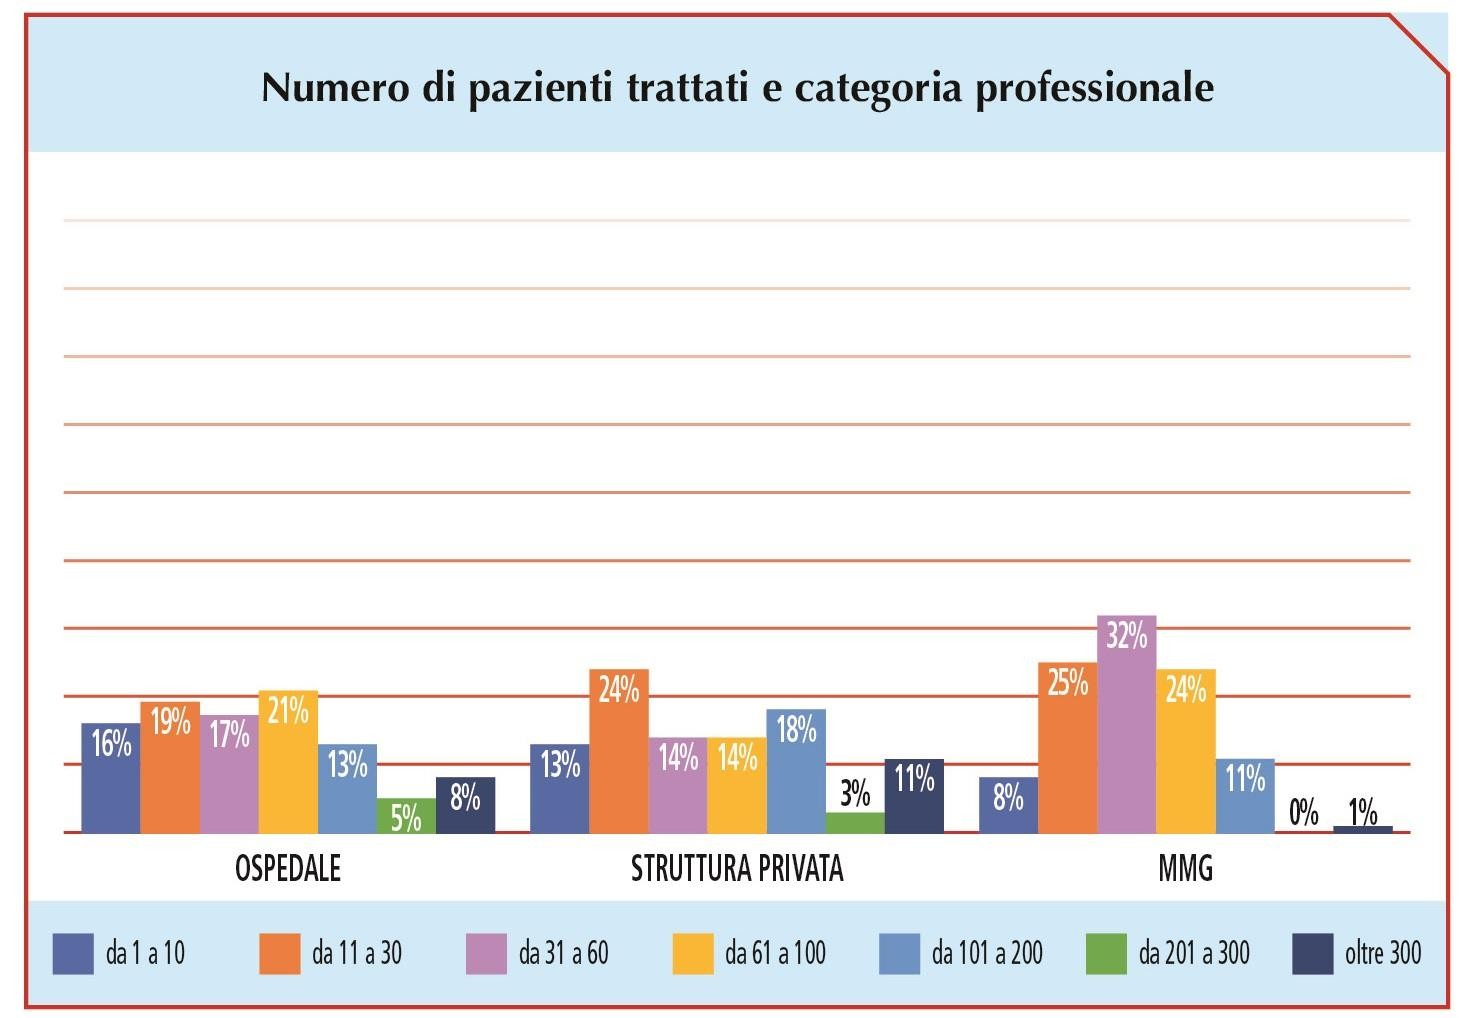 Numero di pazienti trattati e categoria professionale
16% 19% 17% 21% 13% 5% 8% 13% 24% 14% 14% 18% 3% 11% 8% 25% 32% 24% 11% 0% 1%
OSPEDALE STRUTTURA PRIVATA MMG
da 1 a 10 da 11 a 30 da 31 a 60 da 61 a 100 da 101 a 200 da 201 a 300 oltre 300